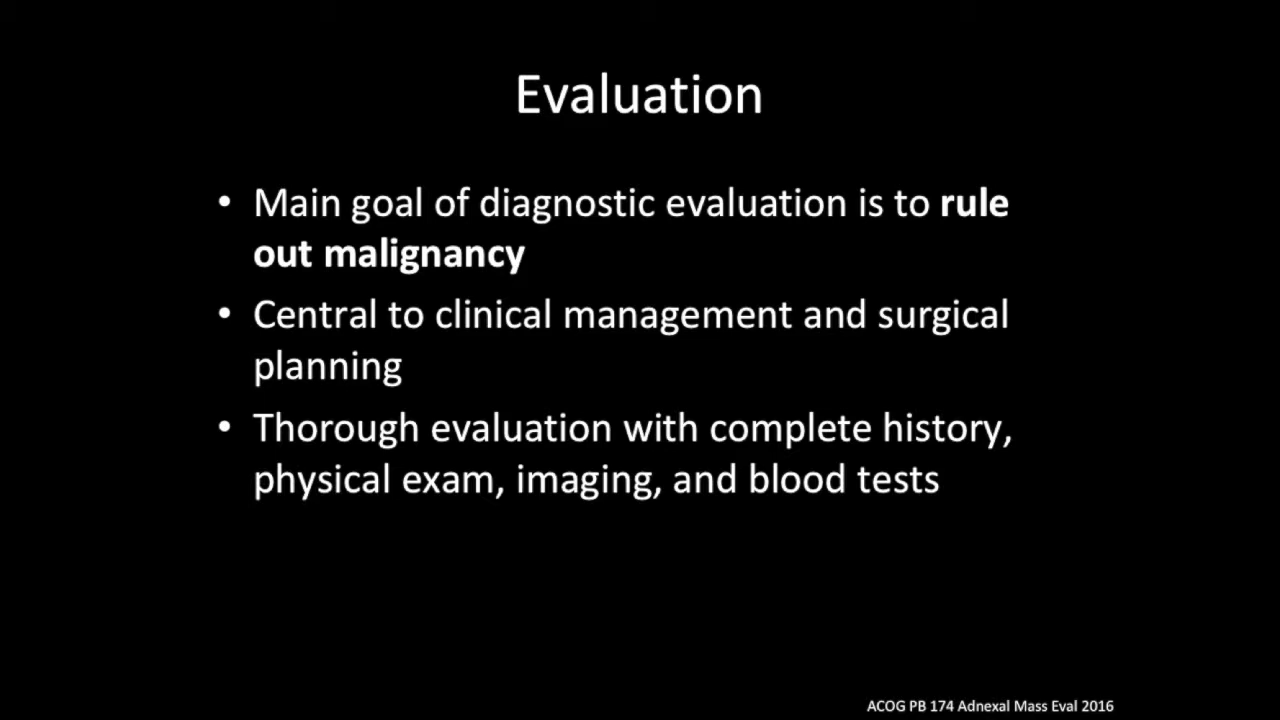 Evaluation
• Main goal of diagnostic evaluation is to rule
out malignancy
• Central to clinical management and surgical
planning
• Thorough evaluation with complete history,
physical exam, imaging, and blood tests
ACOG PB 174 Adnexal Mass Eval 2016